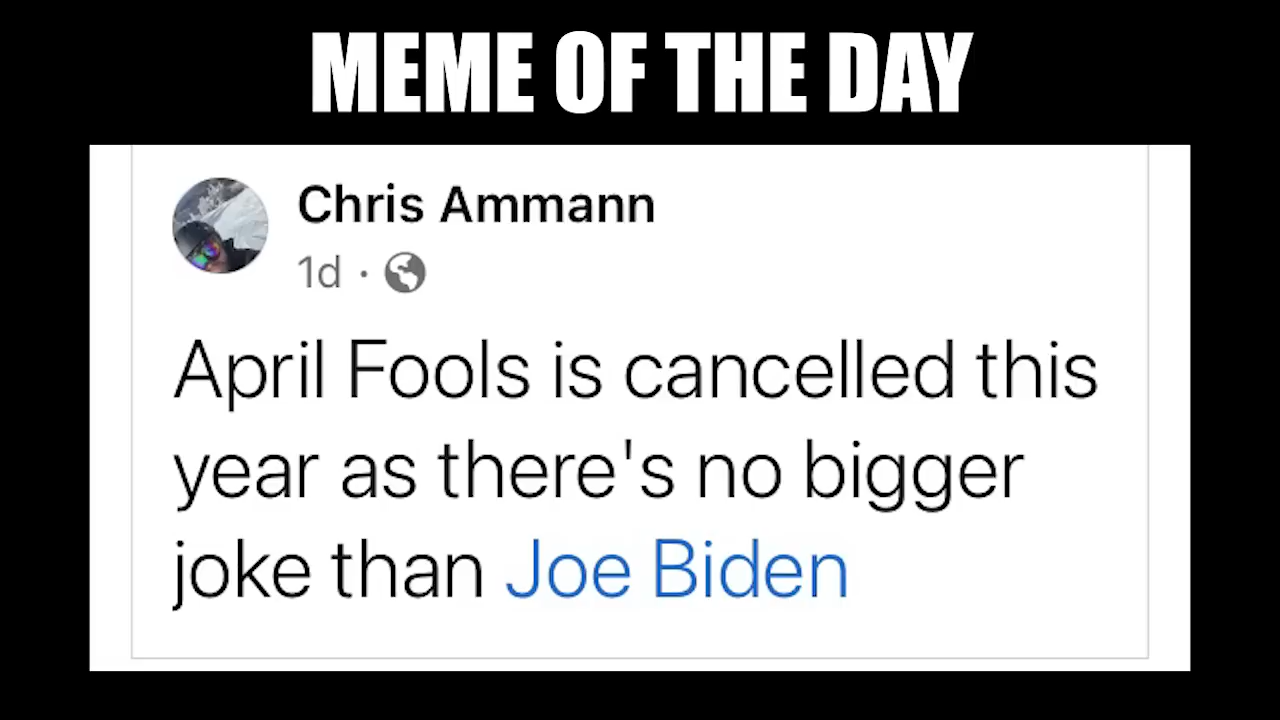 MEME OF THE DAY
Chris Ammann
1d ·
April Fools is cancelled this
year as there's no bigger
joke than Joe Biden